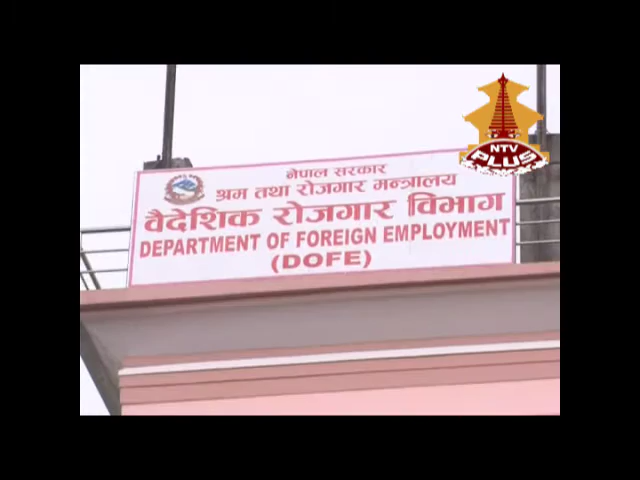 नेपाल सरकार
श्रम तथा रोजगार मन्त्रालय
वैदेशिक रोजगार विभाग
DEPARTMENT OF FOREIGN EMPLOYMENT
(DOFE)
NTV
PLUS